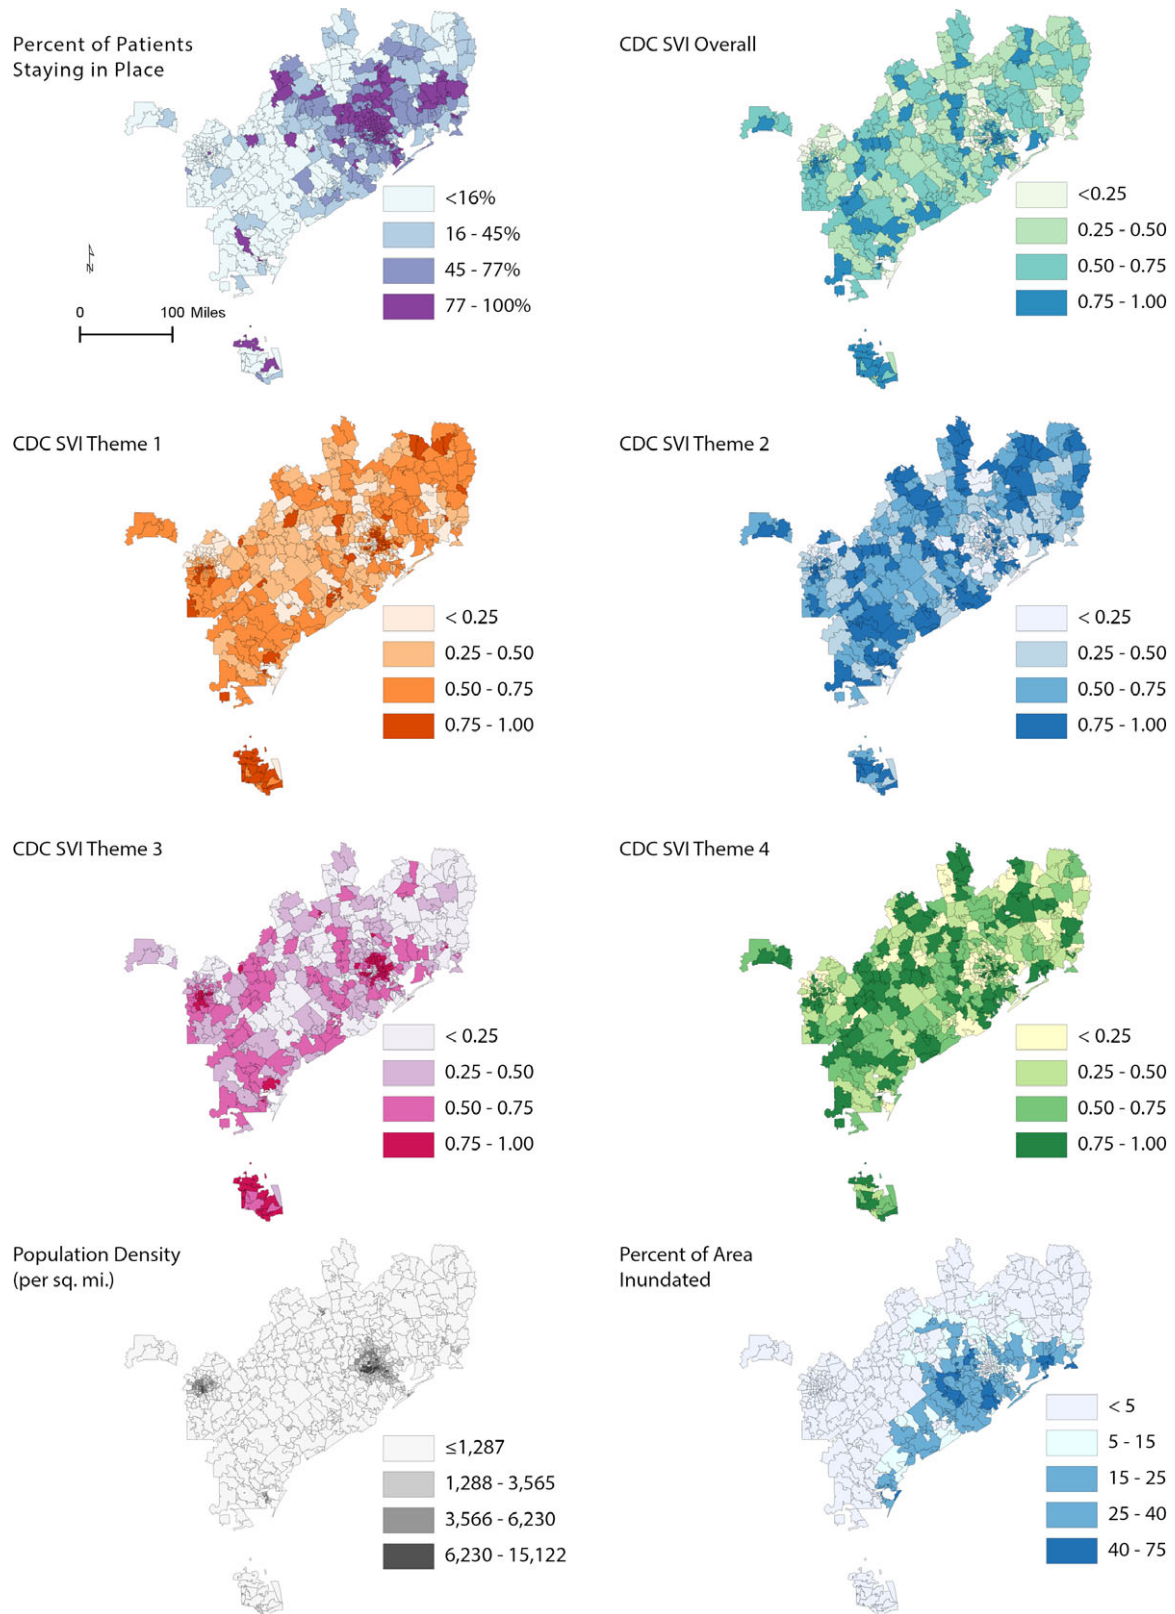 Percent of Patients
Staying in Place
<16%
16 - 45%
45 - 77%
77 - 100%
N
0 100 Miles
CDC SVI Overall
<0.25
0.25 - 0.50
0.50 - 0.75
0.75 - 1.00
CDC SVI Theme 1
< 0.25
0.25 - 0.50
0.50 - 0.75
0.75 - 1.00
CDC SVI Theme 2
< 0.25
0.25 - 0.50
0.50 - 0.75
0.75 - 1.00
CDC SVI Theme 3
< 0.25
0.25 - 0.50
0.50 - 0.75
0.75 - 1.00
CDC SVI Theme 4
< 0.25
0.25 - 0.50
0.50 - 0.75
0.75 - 1.00
Population Density
(per sq. mi.)
≤1,287
1,288 - 3,565
3,566 - 6,230
6,230 - 15,122
Percent of Area
Inundated
< 5
5 - 15
15 - 25
25 - 40
40 - 75